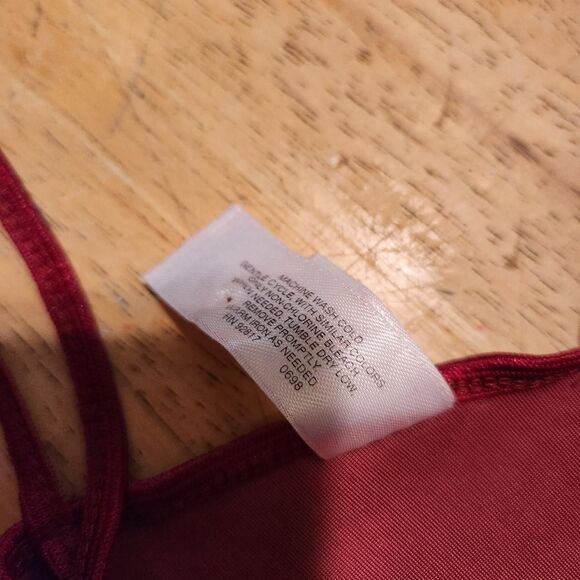 MACHINE WASH COLD,
GENTLE CYCLE, WITH SIMILAR COLORS
ONLY NON-CHLORINE BLEACH
WHEN NEEDED. TUMBLE DRY LOW.
REMOVE PROMPTLY.
WARM IRON AS NEEDED
RN 92817
0698